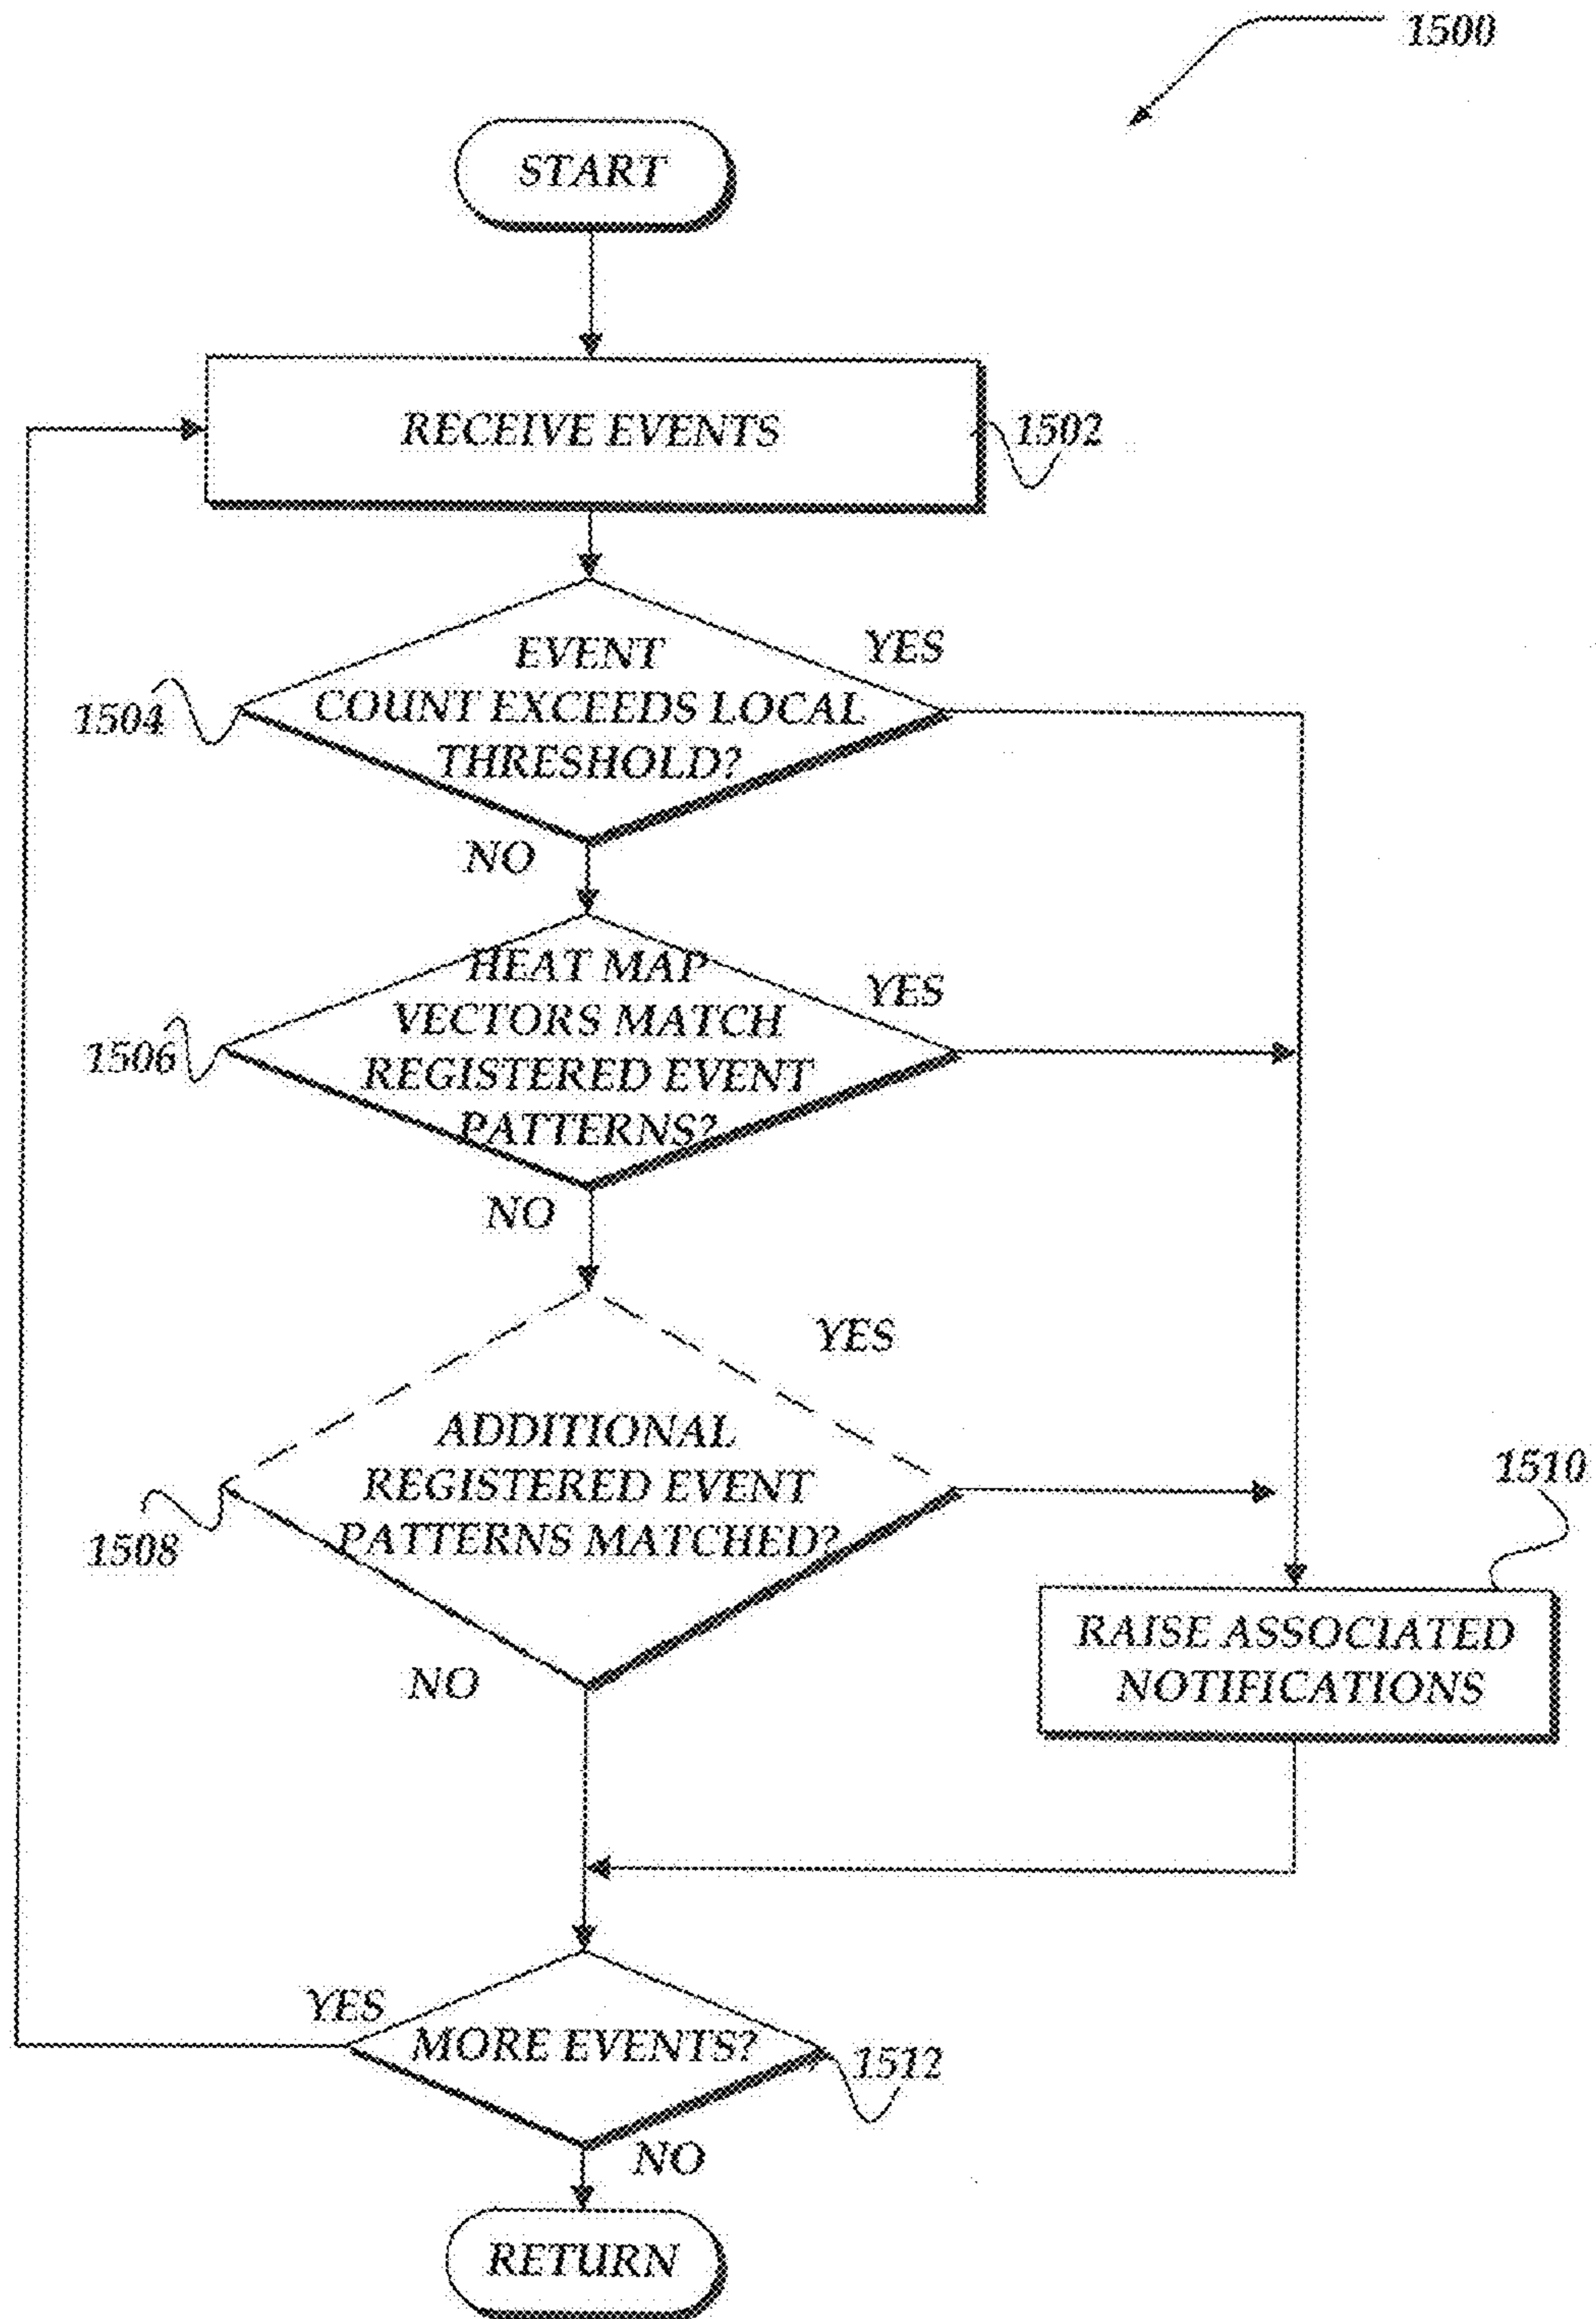 1500
START
RECEIVE EVENTS
1502
EVENT
COUNT EXCEEDS LOCAL
THRESHOLD?
YES
1504
NO
HEAT MAP
VECTORS MATCH
REGISTERED EVENT
PATTERNS?
YES
1506
NO
YES
ADDITIONAL
REGISTERED EVENT
PATTERNS MATCHED?
1508
1510
RAISE ASSOCIATED
NOTIFICATIONS
NO
YES
MORE EVENTS?
1512
NO
RETURN